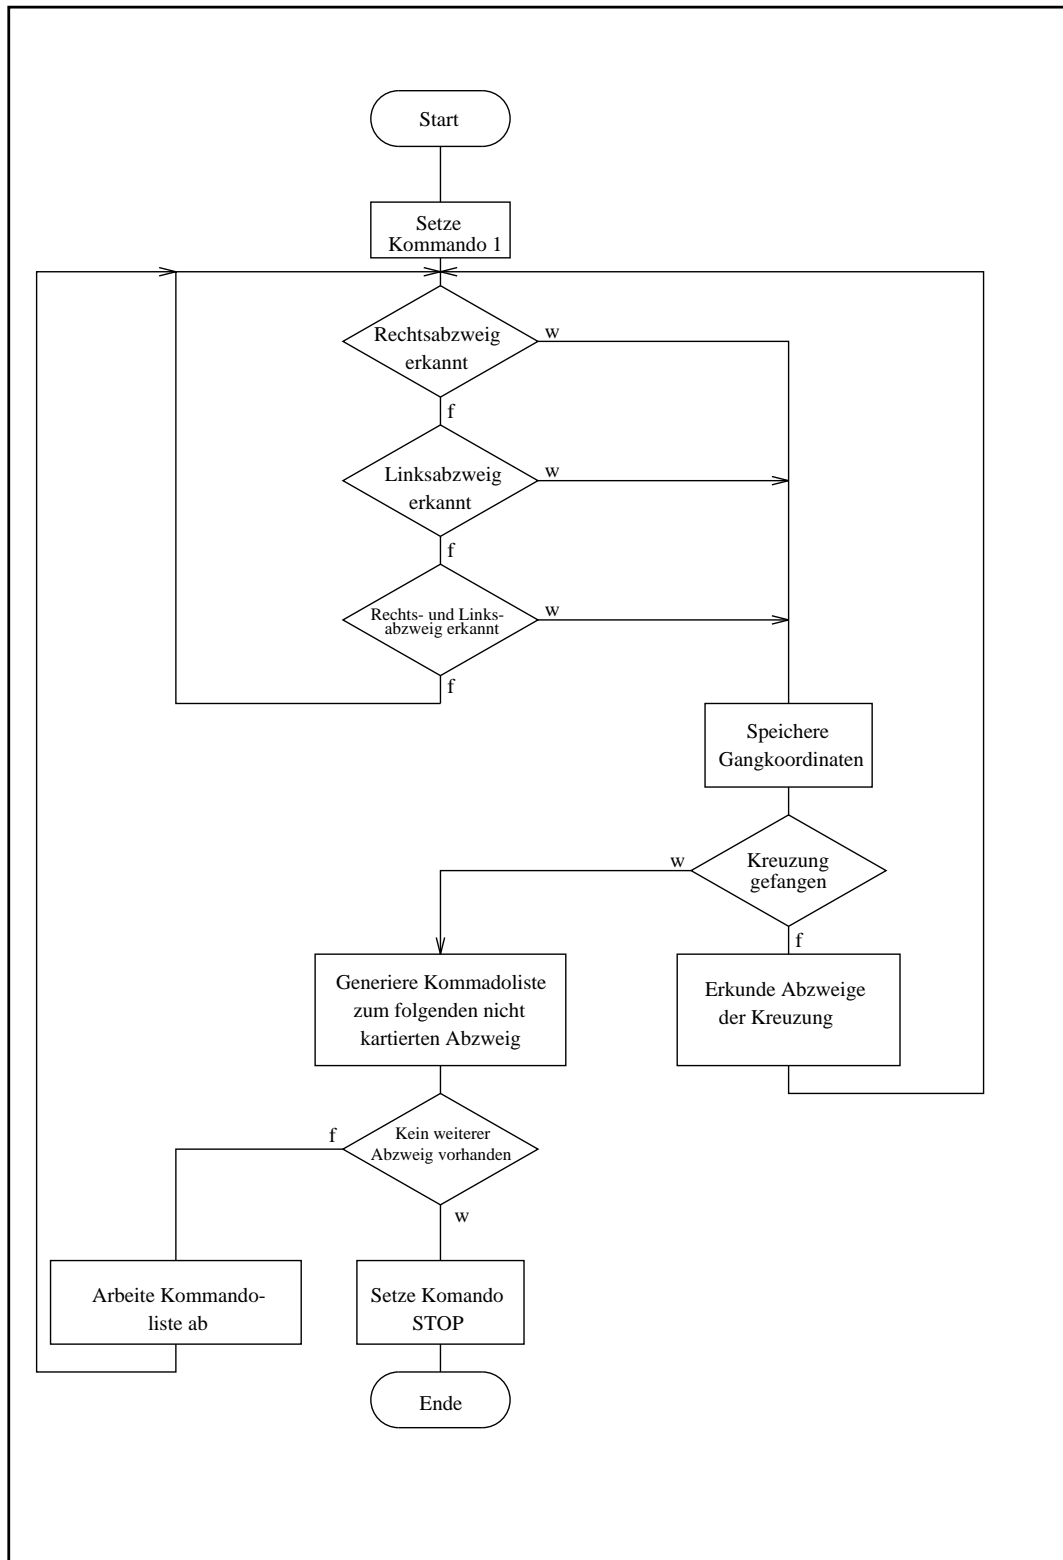 Start
Setze
Kommando 1
Rechtsabzweig
erkannt
w
f
Linksabzweig
erkannt
w
f
Rechts- und Links-
abzweig erkannt
w
f
Speichere
Gangkoordinaten
Kreuzung
gefangen
w
f
Generiere Kommadoliste
zum folgenden nicht
kartierten Abzweig
Erkunde Abzweige
der Kreuzung
Kein weiterer
Abzweig vorhanden
f
w
Arbeite Kommando-
liste ab
Setze Komando
STOP
Ende